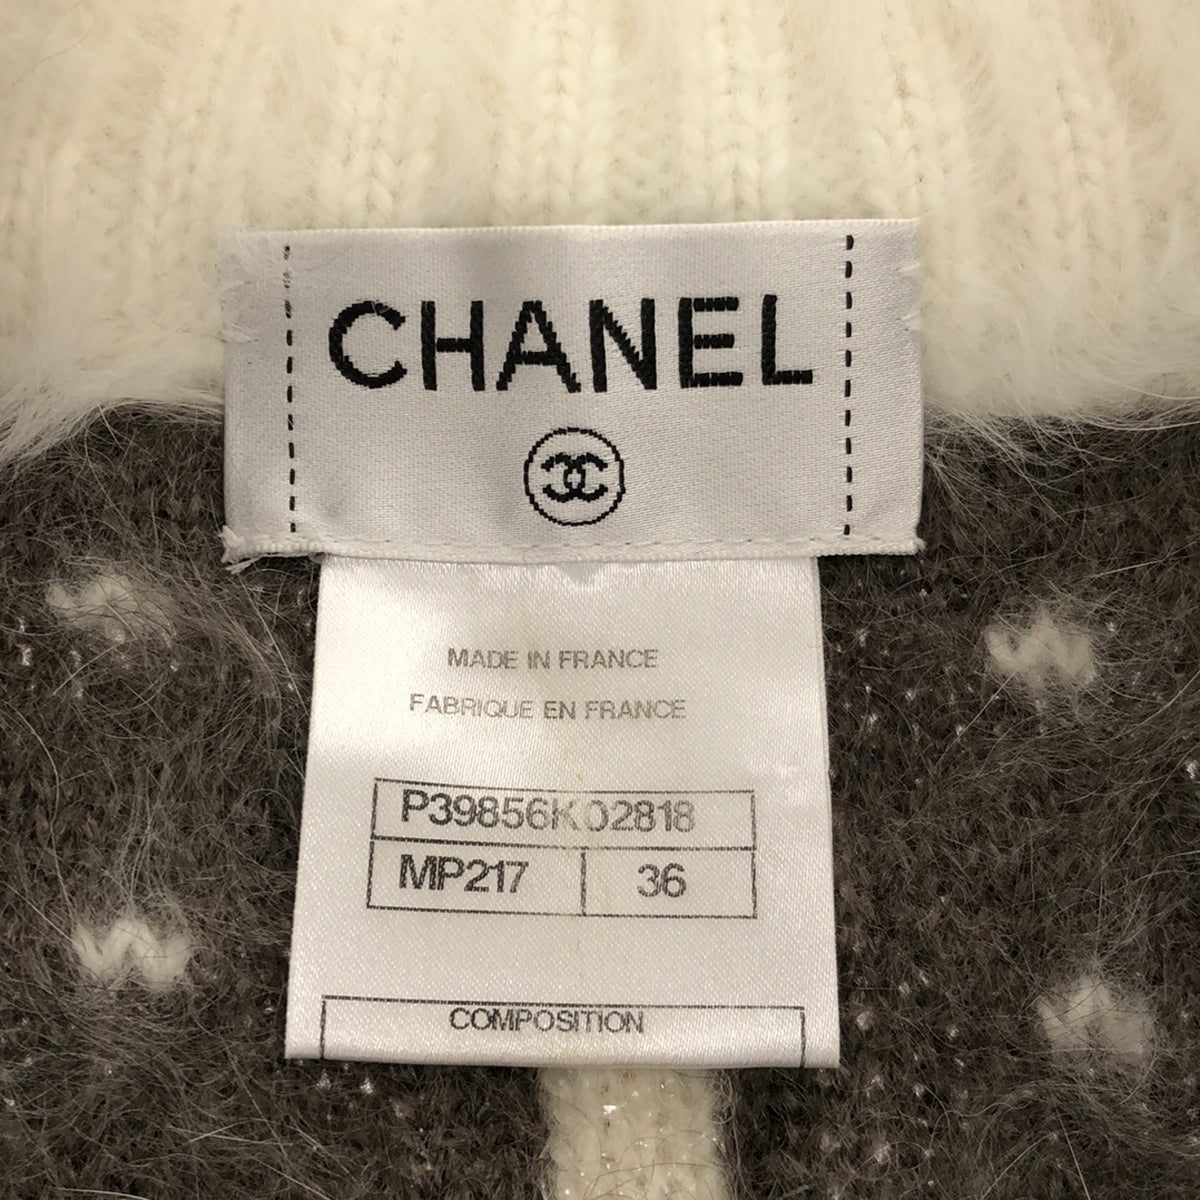 CHANEL
MADE IN FRANCE
FABRIQUE EN FRANCE
P39856K02818
MP217 36
COMPOSITION